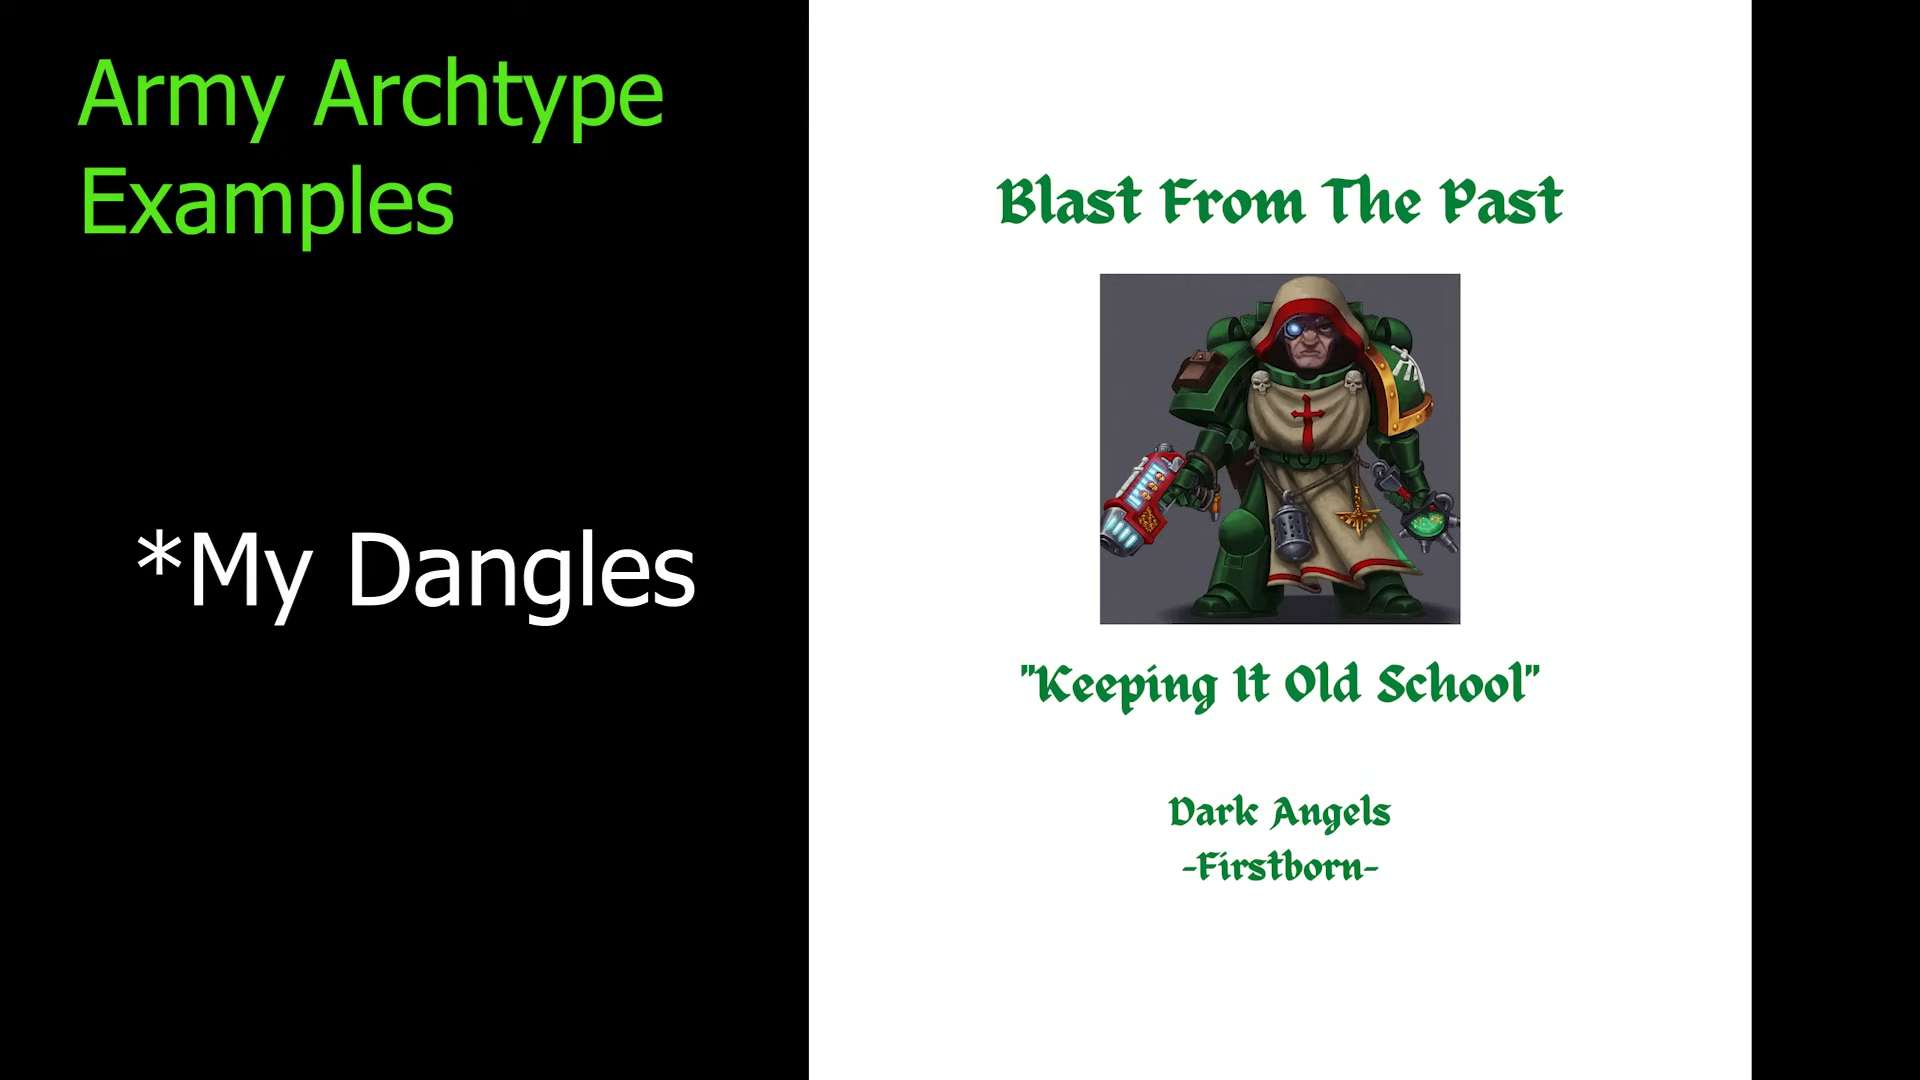 Army Archtype
Examples
*My Dangles
Blast From The Past
"Keeping It Old School"
Dark Angels
-Firstborn-